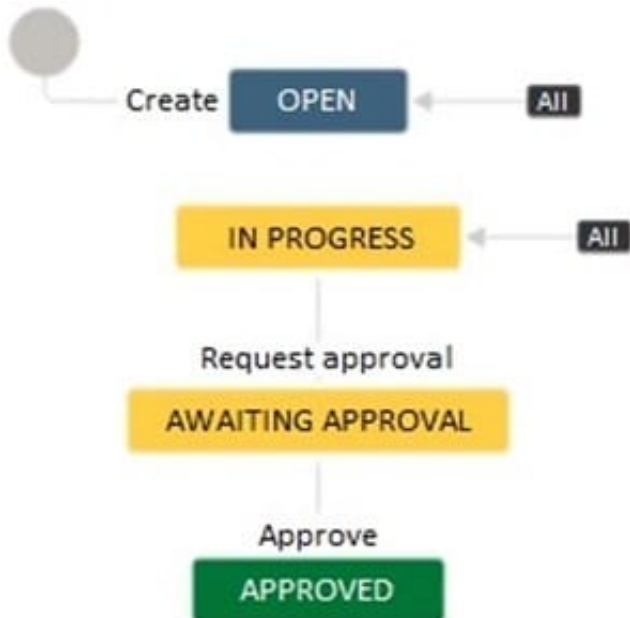 Create OPEN All
IN PROGRESS All
Request approval
AWAITING APPROVAL
Approve
APPROVED